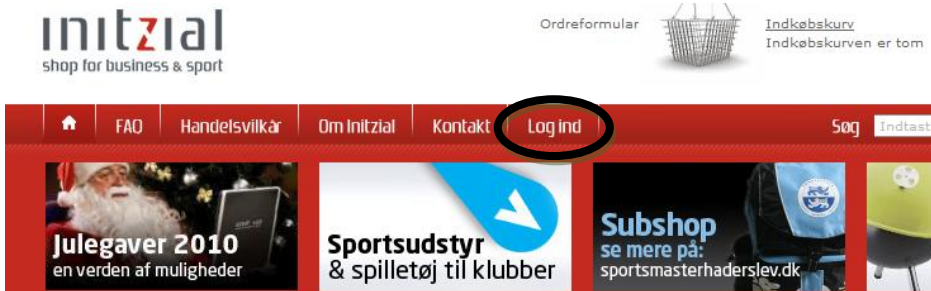 initzial
shop for business & sport
Ordreformular
Indkøbskurv
Indkøbskurven er tom
FAQ Handelsvilkår Om Initzial Kontakt Log ind Søg Indtast
Julegaver 2010
en verden af muligheder
Sportsudstyr
& spilletøj til klubber
Subshop
se mere på:
sportsmasterhaderslev.dk